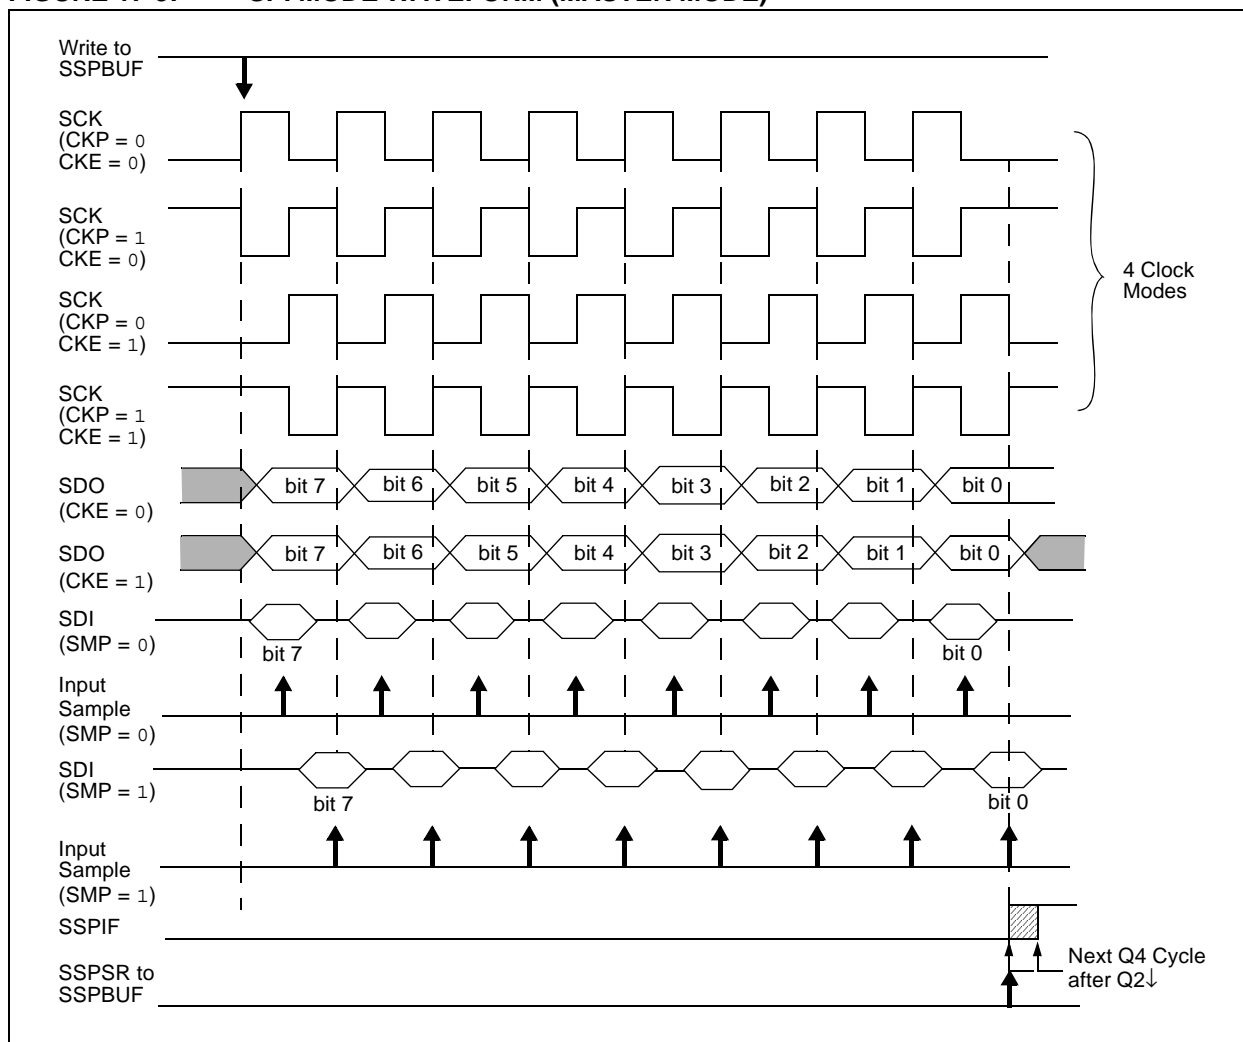 Write to
SSPBUF
SCK
(CKP = 0
CKE = 0)
SCK
(CKP = 1
CKE = 0)
4 Clock
Modes
SCK
(CKP = 0
CKE = 1)
SCK
(CKP = 1
CKE = 1)
SDO
(CKE = 0)
bit 7 bit 6 bit 5 bit 4 bit 3 bit 2 bit 1 bit 0
SDO
(CKE = 1)
bit 7 bit 6 bit 5 bit 4 bit 3 bit 2 bit 1 bit 0
SDI
(SMP = 0)
bit 7 bit 0
Input
Sample
(SMP = 0)
SDI
(SMP = 1)
bit 7 bit 0
Input
Sample
(SMP = 1)
SSPIF
Next Q4 Cycle
after Q2↓
SSPSR to
SSPBUF